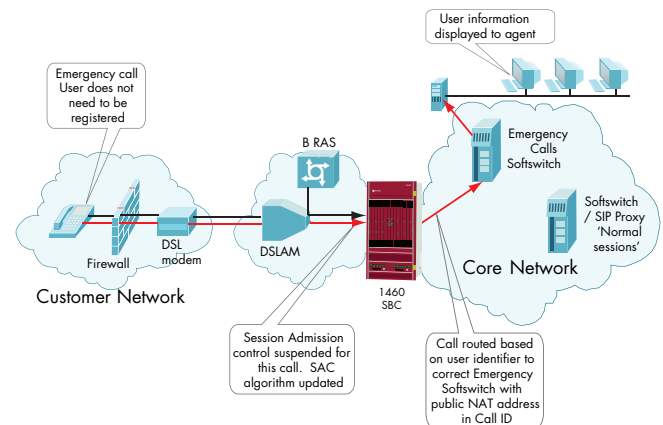 User information
displayed to agent
Emergency call
User does not
need to be
registered
B RAS
Emergency
Calls
Softswitch
Softswitch
/ SIP Proxy
‘Normal
sessions’
Firewall
DSL
modem
DSLAM
Core Network
1460
SBC
Customer Network
Session Admission
control suspended for
this call. SAC
algorithm updated
Call routed based
on user identifier to
correct Emergency
Softswitch with
public NAT address
in Call ID